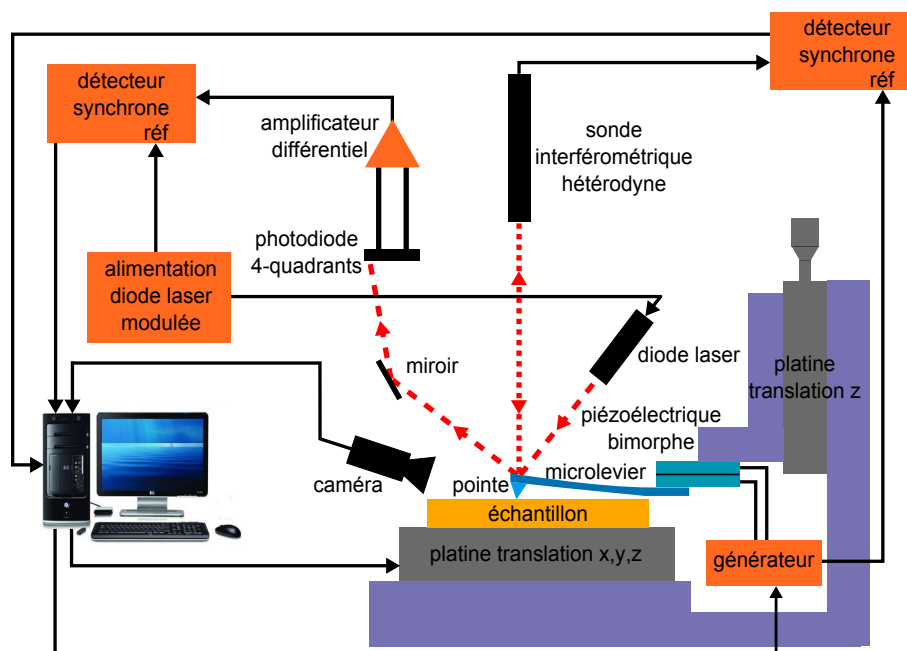 détecteur
synchrone
réf
détecteur
synchrone
réf
amplificateur
différentiel
sonde
interférométrique
hétérodyne
photodiode
4-quadrants
alimentation
diode laser
modulée
diode laser
miroir
platine
translation z
piézoélectrique
bimorphe
microlevier
caméra
pointe
échantillon
platine translation x,y,z
générateur